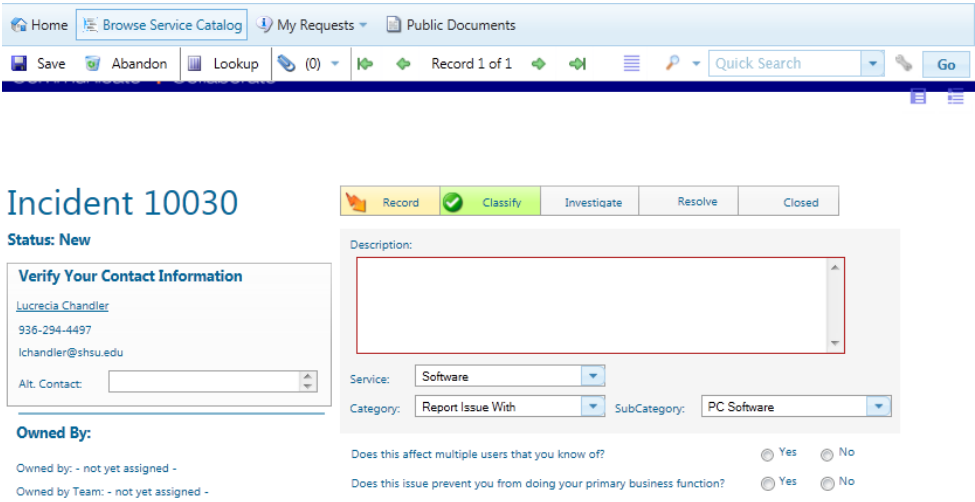 Home Browse Service Catalog My Requests Public Documents
Save Abandon Lookup (0) Record 1 of 1 Quick Search Go
Incident 10030
Record Classify Investigate Resolve Closed
Status: New
Description:
Verify Your Contact Information
Lucrecia Chandler
936-294-4497
lchandler@shsu.edu
Alt. Contact:
Service: Software
Category: Report Issue With SubCategory: PC Software
Owned By:
Does this affect multiple users that you know of? Yes No
Owned by: - not yet assigned -
Does this issue prevent you from doing your primary business function? Yes No
Owned by Team: - not yet assigned -